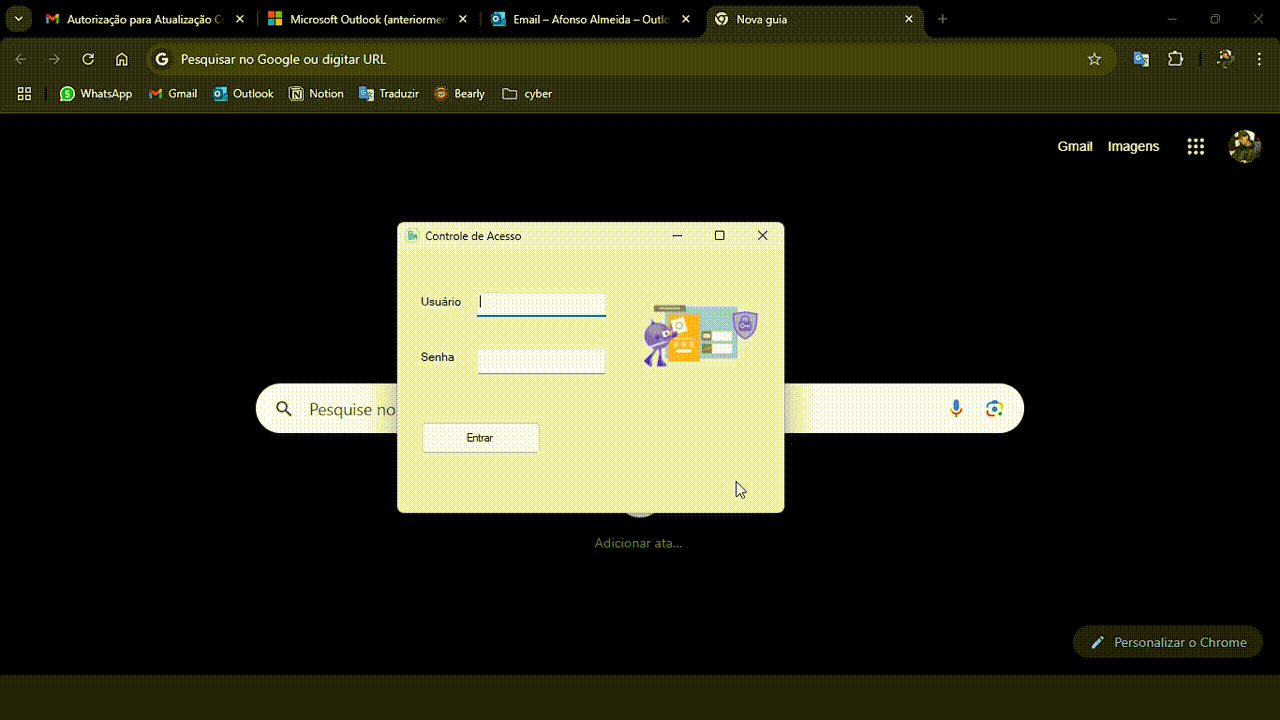 Autorização para Atualização C
Microsoft Outlook (anteriorme
Email – Afonso Almeida – Outlo
Nova guia
Pesquisar no Google ou digitar URL
WhatsApp
Gmail
Outlook
Notion
Traduzir
Bearly
cyber
Gmail
Imagens
Controle de Acesso
Usuário
Senha
Pesquise no
Entrar
Adicionar ata...
Personalizar o Chrome